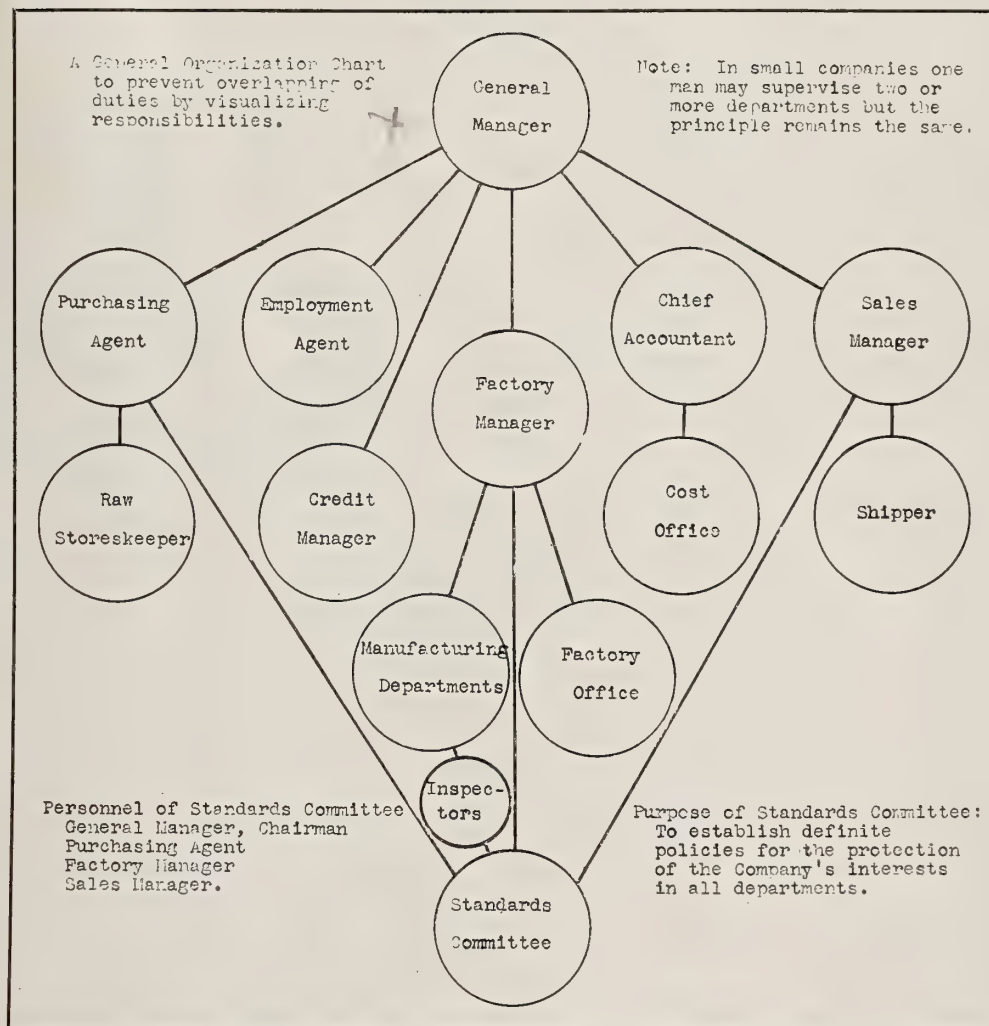 A General Organization Chart
to prevent overlapping of
duties by visualizing
responsibilities.
General
Manager
Note: In small companies one
man may supervise two or
more departments but the
principle remains the same.
Purchasing
Agent
Employment
Agent
Chief
Accountant
Sales
Manager
Factory
Manager
Raw
Storeskeeper
Credit
Manager
Cost
Office
Shipper
Manufacturing
Departments
Factory
Office
Inspec-
tors
Personnel of Standards Committee
General Manager, Chairman
Purchasing Agent
Factory Manager
Sales Manager.
Purpose of Standards Committee:
To establish definite
policies for the protection
of the Company's interests
in all departments.
Standards
Committee